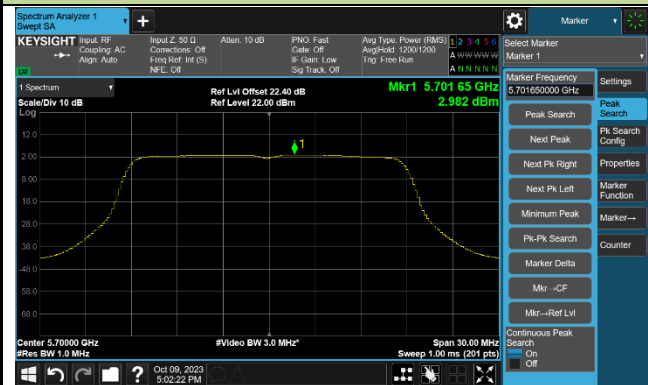 Spectrum Analyzer 1
Swept SA
+
Marker
KEYSIGHT
Input: RF
Coupling: AC
Align: Auto
Input Z: 50 Ω
Corrections: Off
Freq Ref: Int (S)
NFE: Off
Atten: 10 dB
PNO: Fast
Gate: Off
IF Gain: Low
Sig Track: Off
Avg Type: Power (RMS)
Avg|Hold: 1200/1200
Trig: Free Run
1 2 3 4 5 6
A W W W W W
A N N N N N
Select Marker
Marker 1
1 Spectrum
Scale/Div 10 dB
Log
Ref Lvl Offset 22.40 dB
Ref Level 22.00 dBm
Mkr1 5.701 65 GHz
2.982 dBm
12.0
2.00
-8.00
-18.0
-28.0
-38.0
-48.0
-58.0
-68.0
1
Center 5.70000 GHz
#Res BW 1.0 MHz
#Video BW 3.0 MHz*
Span 30.00 MHz
Sweep 1.00 ms (201 pts)
Marker Frequency
5.701650000 GHz
Peak Search
Next Peak
Next Pk Right
Next Pk Left
Minimum Peak
Pk-Pk Search
Marker Delta
Mkr→CF
Mkr→Ref Lvl
Continuous Peak
Search
On
Off
Settings
Peak
Search
Pk Search
Config
Properties
Marker
Function
Marker→
Counter
?
Oct 09, 2023
5:02:22 PM